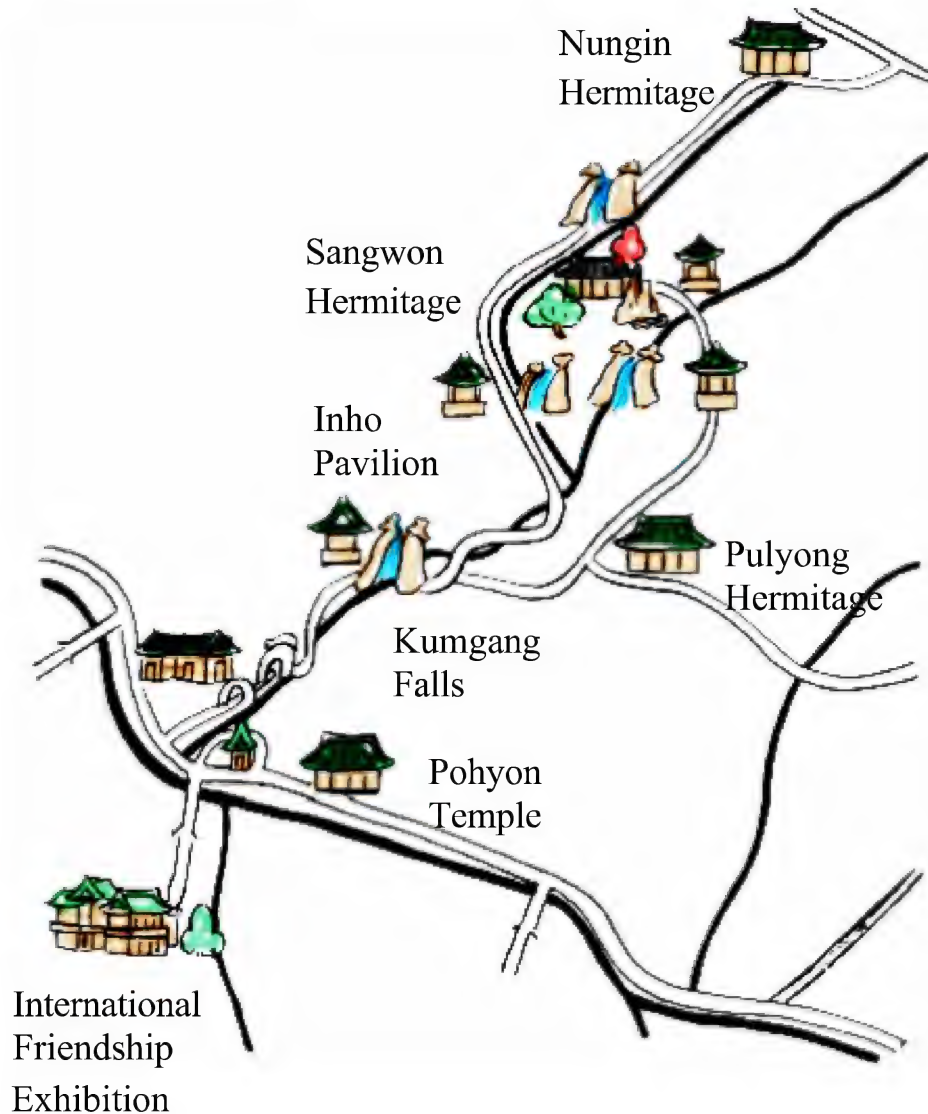 Nungin
Hermitage
Sangwon
Hermitage
Inho
Pavilion
Pulyong
Hermitage
Kumgang
Falls
Pohyon
Temple
International
Friendship
Exhibition